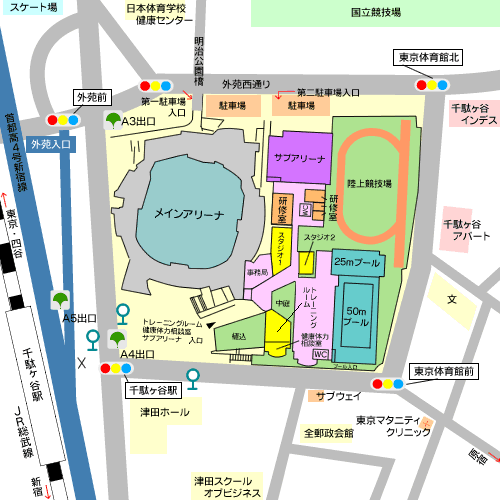 スケート場
日本体育学校
健康センター
国立競技場
明治公園橋
外苑西通り
東京体育館北
外苑前
第一駐車場
入口
駐車場
駐車場
第二駐車場入口
千駄ヶ谷
インデス
A3出口
外苑入口
首都高4号新宿線
サブアリーナ
陸上競技場
メインアリーナ
研修室
研修室
WC
スタジオ1
スタジオ2
千駄ヶ谷
アパート
東京・四谷
事務局
25mプール
文
A5出口
中庭
トレーニング
ルーム
50m
プール
トレーニングルーム
健康体力相談室
サブアリーナ 入口
植込
健康体力
相談室
WC
プール入口
A4出口
千駄ヶ谷駅
JR総武線
新宿
千駄ヶ谷駅
東京体育館前
サブウェイ
津田ホール
東京マタニティ
クリニック
全郵政会館
原宿
津田スクール
オブビジネス